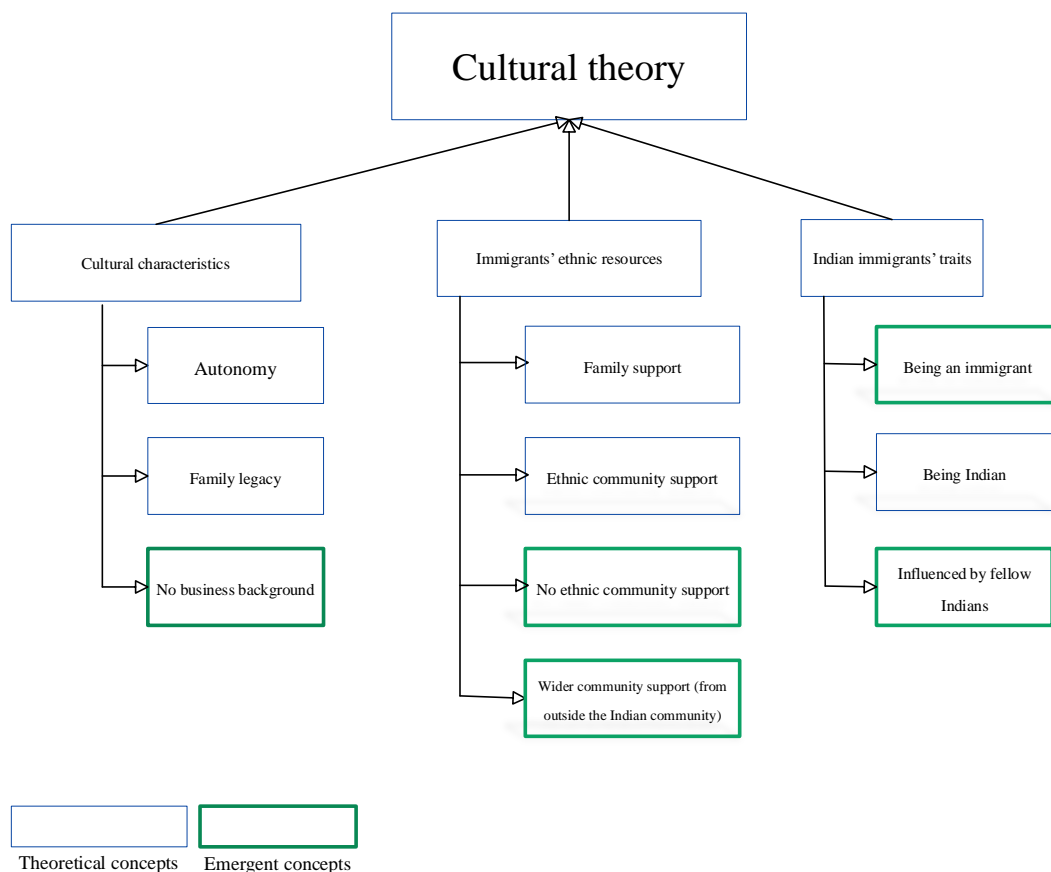 Cultural theory
Cultural characteristics
Immigrants’ ethnic resources
Indian immigrants’ traits
Autonomy
Family legacy
No business background
Family support
Ethnic community support
No ethnic community support
Wider community support (from
outside the Indian community)
Being an immigrant
Being Indian
Influenced by fellow
Indians
Theoretical concepts
Emergent concepts